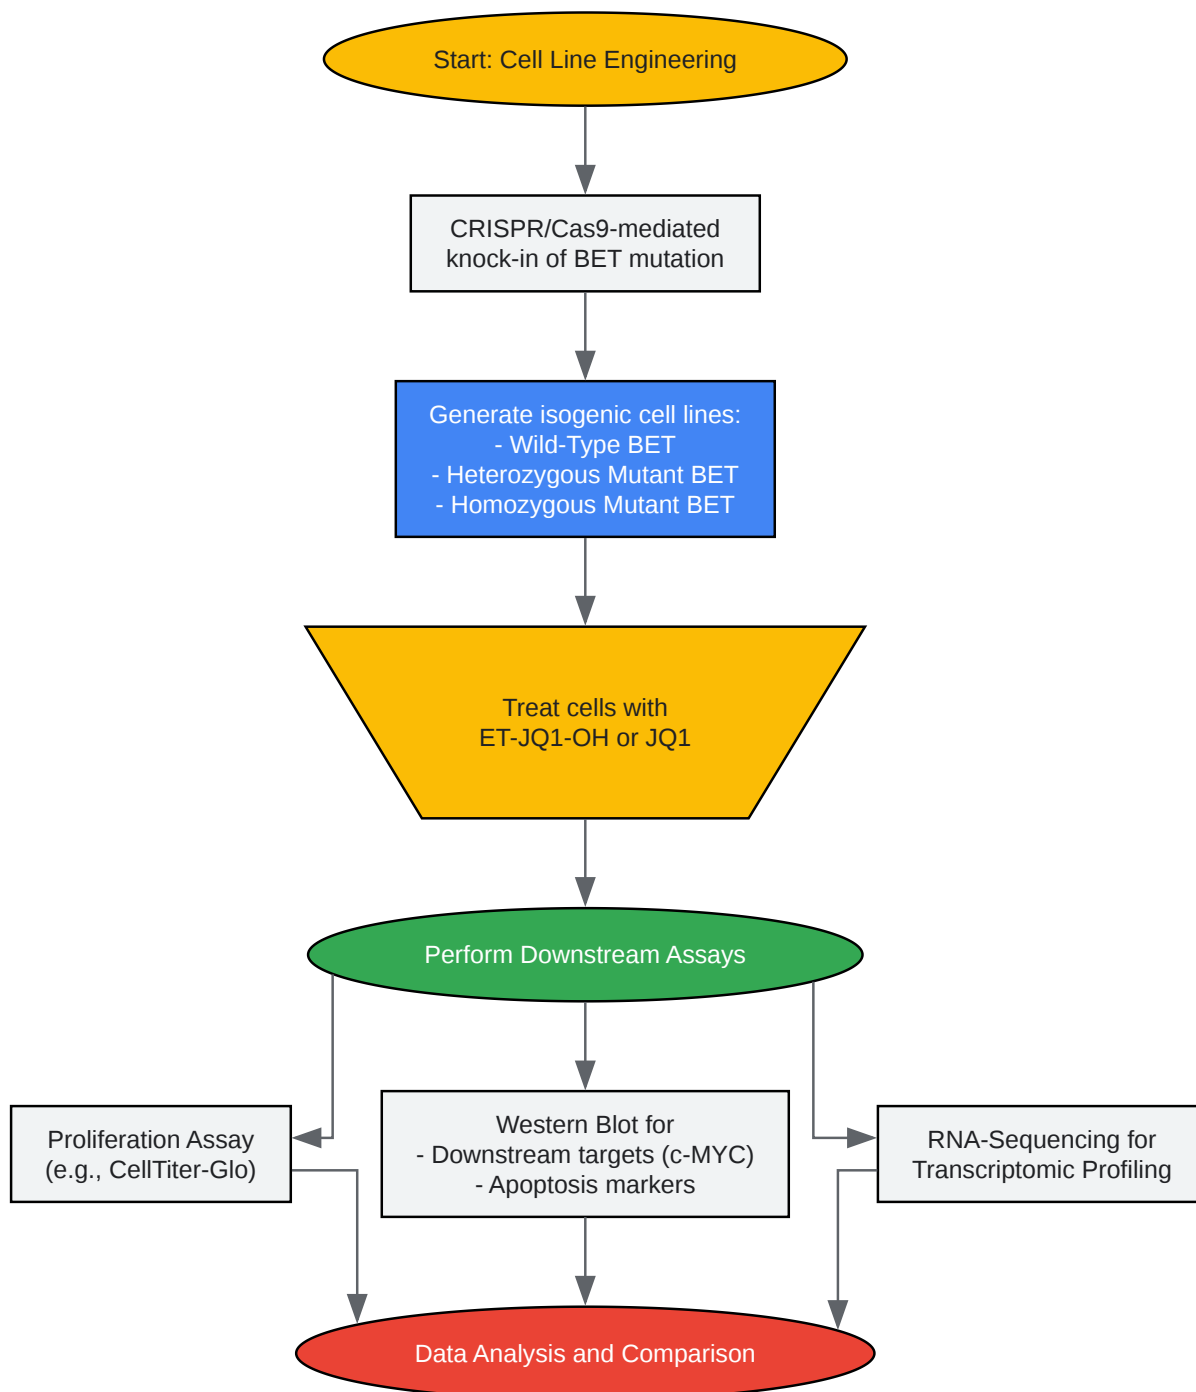 Start: Cell Line Engineering
CRISPR/Cas9-mediated
knock-in of BET mutation
Generate isogenic cell lines:
- Wild-Type BET
- Heterozygous Mutant BET
- Homozygous Mutant BET
Treat cells with
ET-JQ1-OH or JQ1
Perform Downstream Assays
Proliferation Assay
(e.g., CellTiter-Glo)
Western Blot for
- Downstream targets (c-MYC)
- Apoptosis markers
RNA-Sequencing for
Transcriptomic Profiling
Data Analysis and Comparison